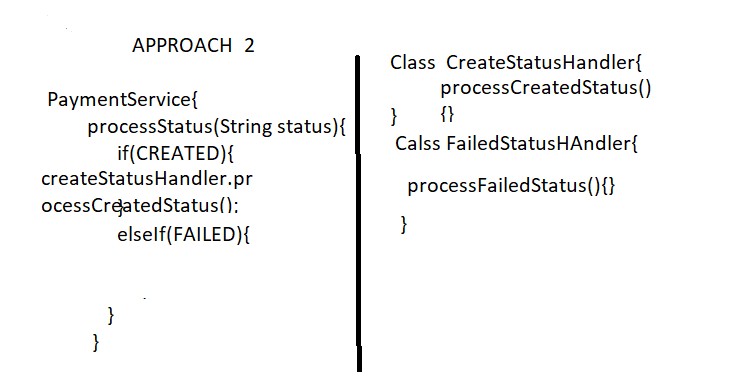 APPROACH 2
PaymentService{
processStatus(String status){
if(CREATED){
createStatusHandler.pr
ocessCreatedStatus();
}
elseIf(FAILED){
}
}
Class CreateStatusHandler{
processCreatedStatus()
{}
}
Calss FailedStatusHAndler{
processFailedStatus(){}
}